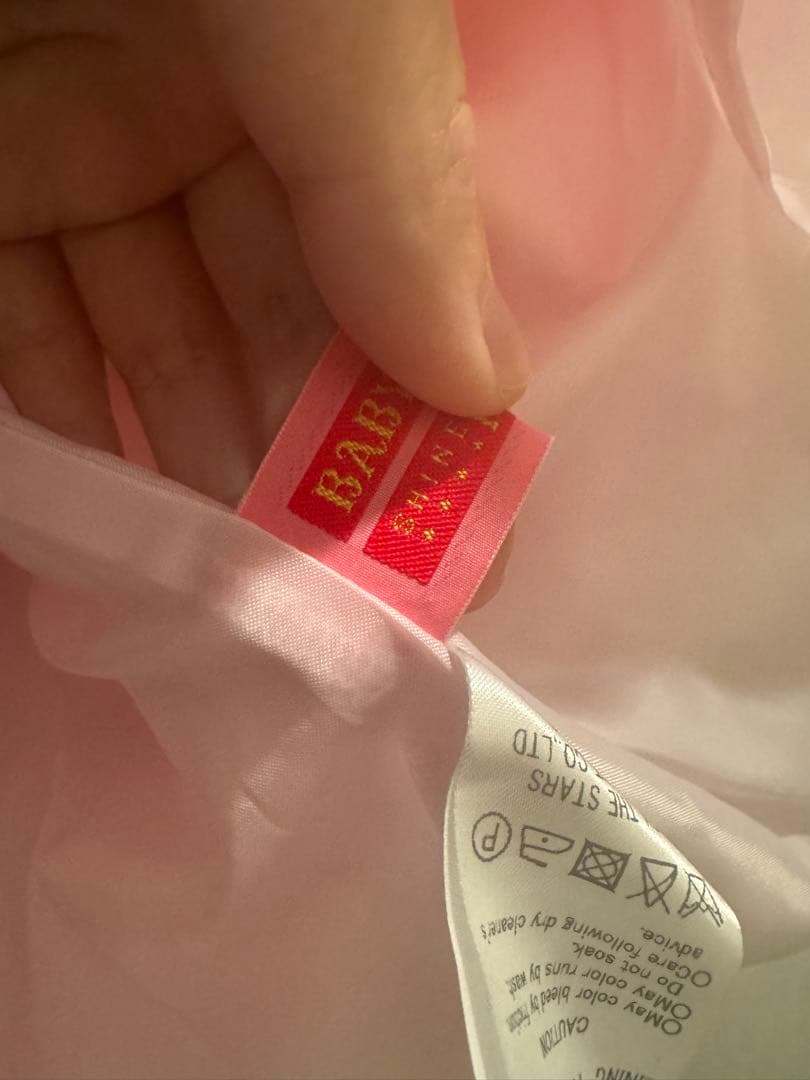 BABY
SHINE
CAUTION
○May color bleed by friction.
○May color runs by wash.
Do not soak.
○Care following dry cleaner's
advice.
P
THE STARS
CO.,LTD